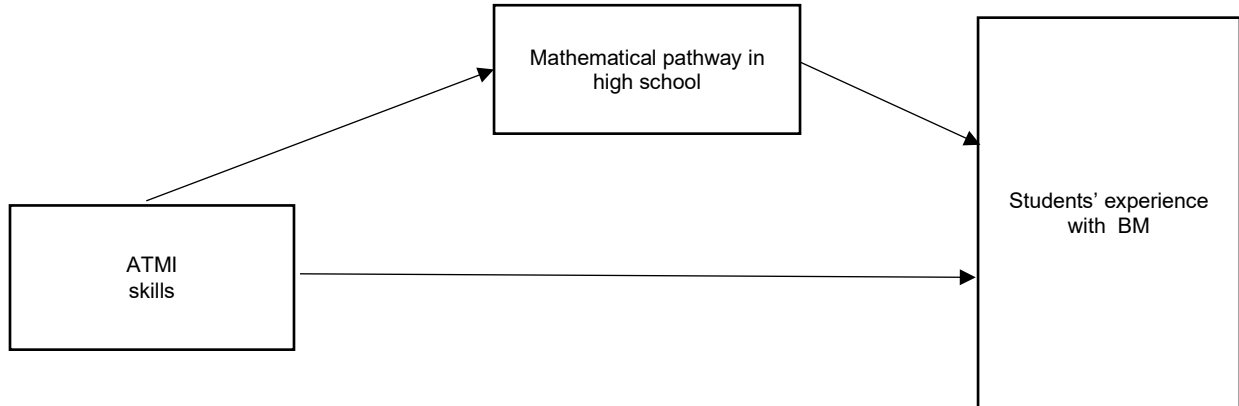 Mathematical pathway in
high school
Students’ experience
with BM
ATMI
skills